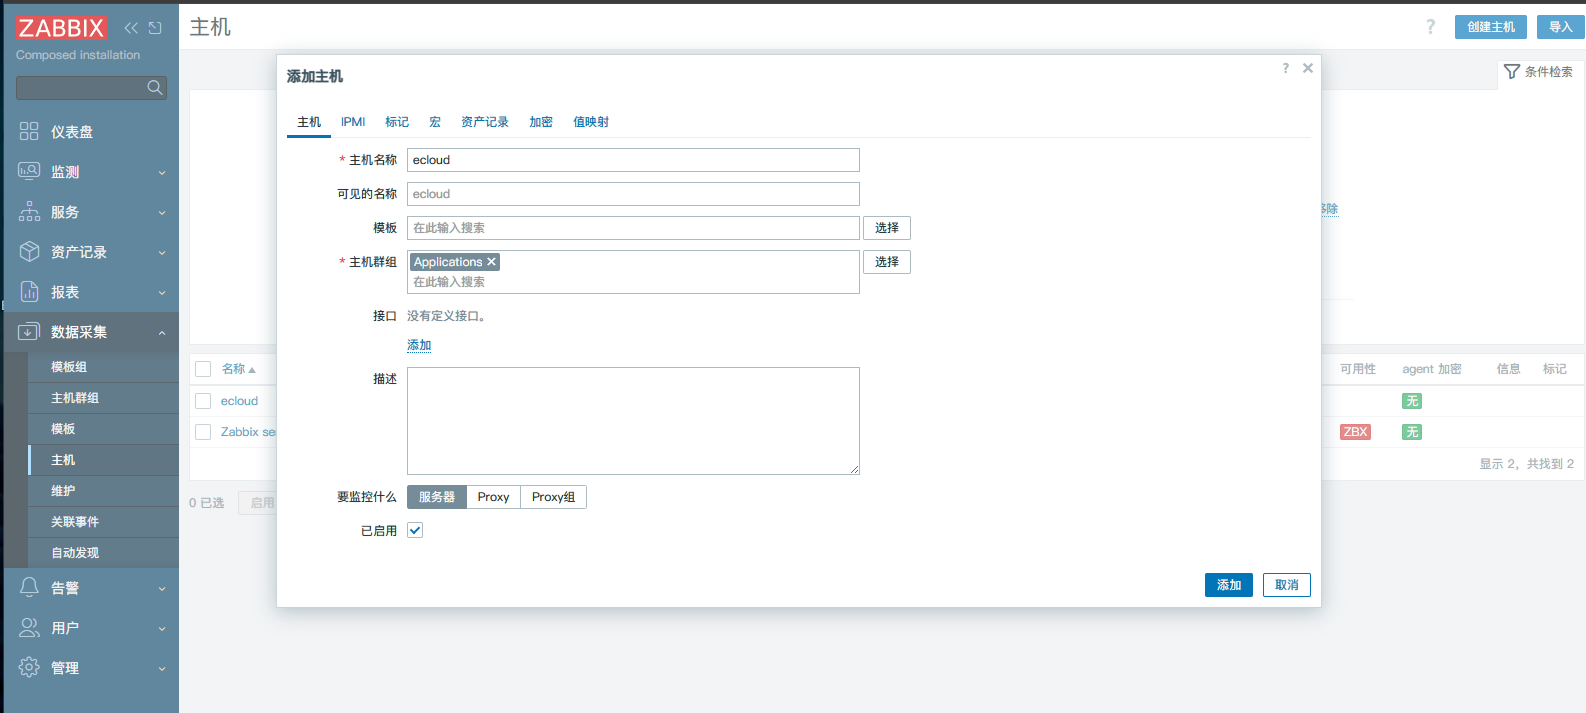 ZABBIX
Composed installation
仪表盘
监测
服务
资产记录
报表
数据采集
模板组
主机群组
模板
主机
维护
关联事件
自动发现
告警
用户
管理
主机
?
创建主机
导入
条件检索
移除
添加主机
?
主机 IPMI 标记 宏 资产记录 加密 值映射
* 主机名称 ecloud
可见的名称 ecloud
模板 在此输入搜索 选择
* 主机群组 Applications 选择
在此输入搜索
接口 没有定义接口。
添加
描述
要监控什么 服务器 Proxy Proxy组
已启用
添加 取消
名称 可用性 agent 加密 信息 标记
ecloud 无
Zabbix se ZBX 无
显示 2，共找到 2
0 已选 启用